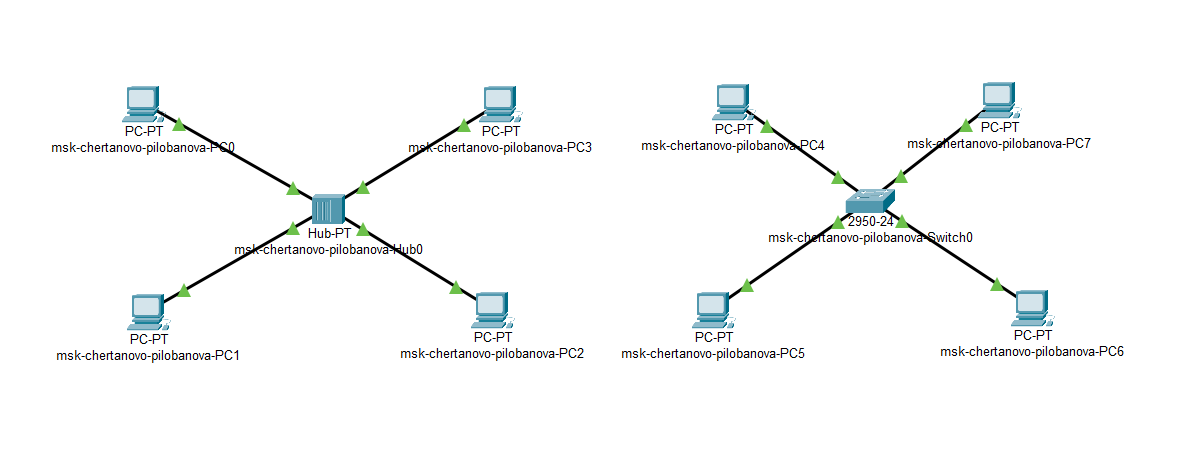 PC-PT
msk-chertanovo-pilobanova-PC0
PC-PT
msk-chertanovo-pilobanova-PC3
Hub-PT
msk-chertanovo-pilobanova-Hub0
PC-PT
msk-chertanovo-pilobanova-PC1
PC-PT
msk-chertanovo-pilobanova-PC2
PC-PT
msk-chertanovo-pilobanova-PC4
PC-PT
msk-chertanovo-pilobanova-PC7
2950-24
msk-chertanovo-pilobanova-Switch0
PC-PT
msk-chertanovo-pilobanova-PC5
PC-PT
msk-chertanovo-pilobanova-PC6